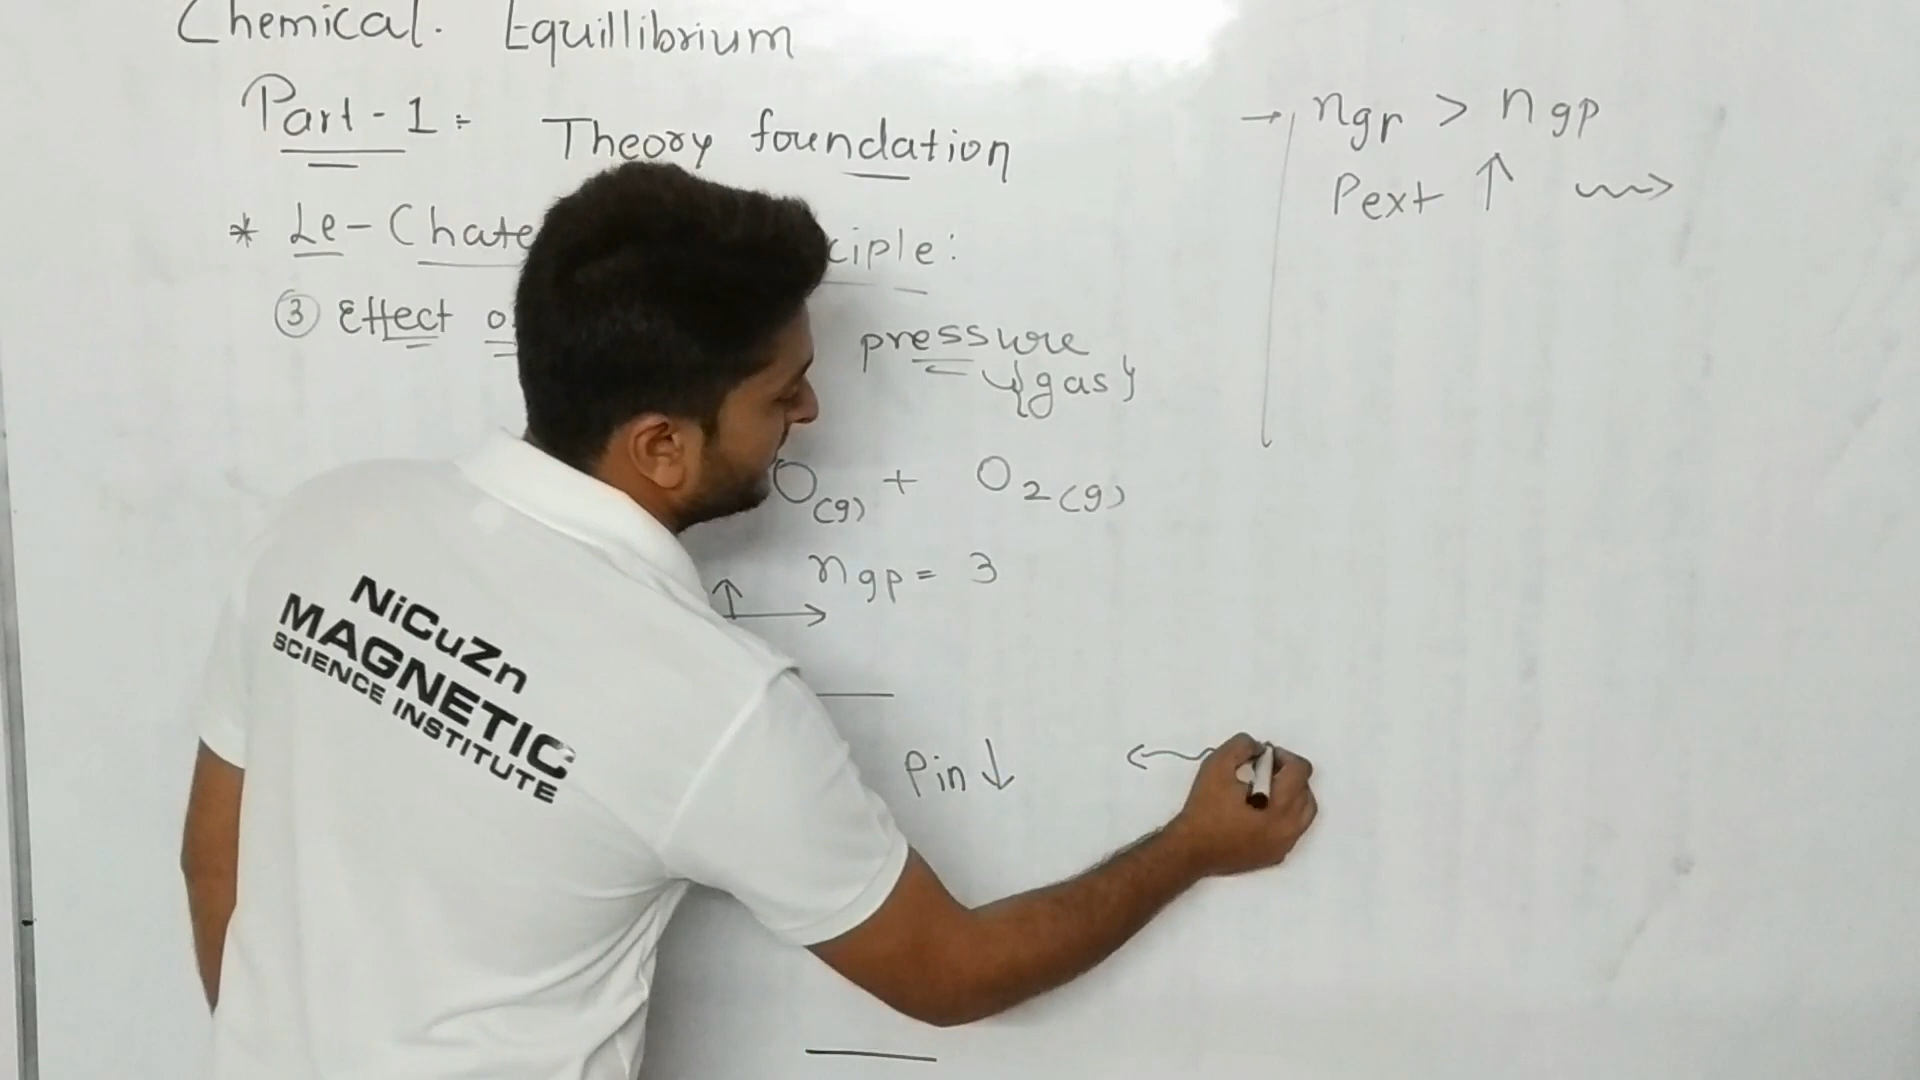 Chemical. Equillibrium
Part-1: Theory foundation
* Le-Chate ciple:
③ Effect o pressure
{gas}
O(g) + O2(g)
ngp = 3
Pin ↓ ←
→ ngr > ngp
Pext ↑ →
NiCuZn
MAGNETIC
SCIENCE INSTITUTE